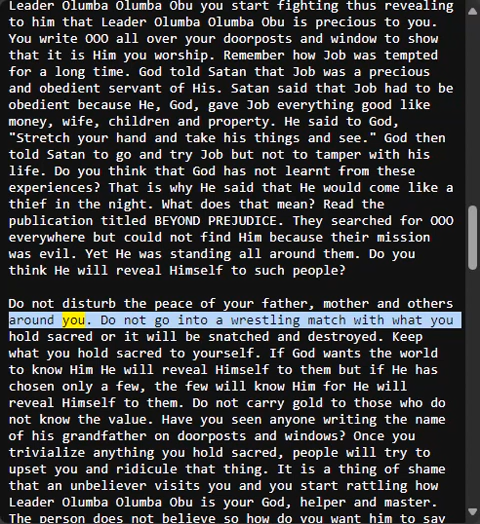 Leader Olumba Olumba Obu you start fighting thus revealing
to him that Leader Olumba Olumba Obu is precious to you.
You write OOO all over your doorposts and window to show
that it is Him you worship. Remember how Job was tempted
for a long time. God told Satan that Job was a precious
and obedient servant of His. Satan said that Job had to be
obedient because He, God, gave Job everything good like
money, wife, children and property. He said to God,
"Stretch your hand and take his things and see." God then
told Satan to go and try Job but not to tamper with his
life. Do you think that God has not learnt from these
experiences? That is why He said that He would come like a
thief in the night. What does that mean? Read the
publication titled BEYOND PREJUDICE. They searched for OOO
everywhere but could not find Him because their mission
was evil. Yet He was standing all around them. Do you
think He will reveal Himself to such people?
Do not disturb the peace of your father, mother and others
around you. Do not go into a wrestling match with what you
hold sacred or it will be snatched and destroyed. Keep
what you hold sacred to yourself. If God wants the world
to know Him He will reveal Himself to them but if He has
chosen only a few, the few will know Him for He will
reveal Himself to them. Do not carry gold to those who do
not know the value. Have you seen anyone writing the name
of his grandfather on doorposts and windows? Once you
trivialize anything you hold sacred, people will try to
upset you and ridicule that thing. It is a thing of shame
that an unbeliever visits you and you start rattling how
Leader Olumba Olumba Obu is your God, helper and master.
The person does not believe so how do you want him to say